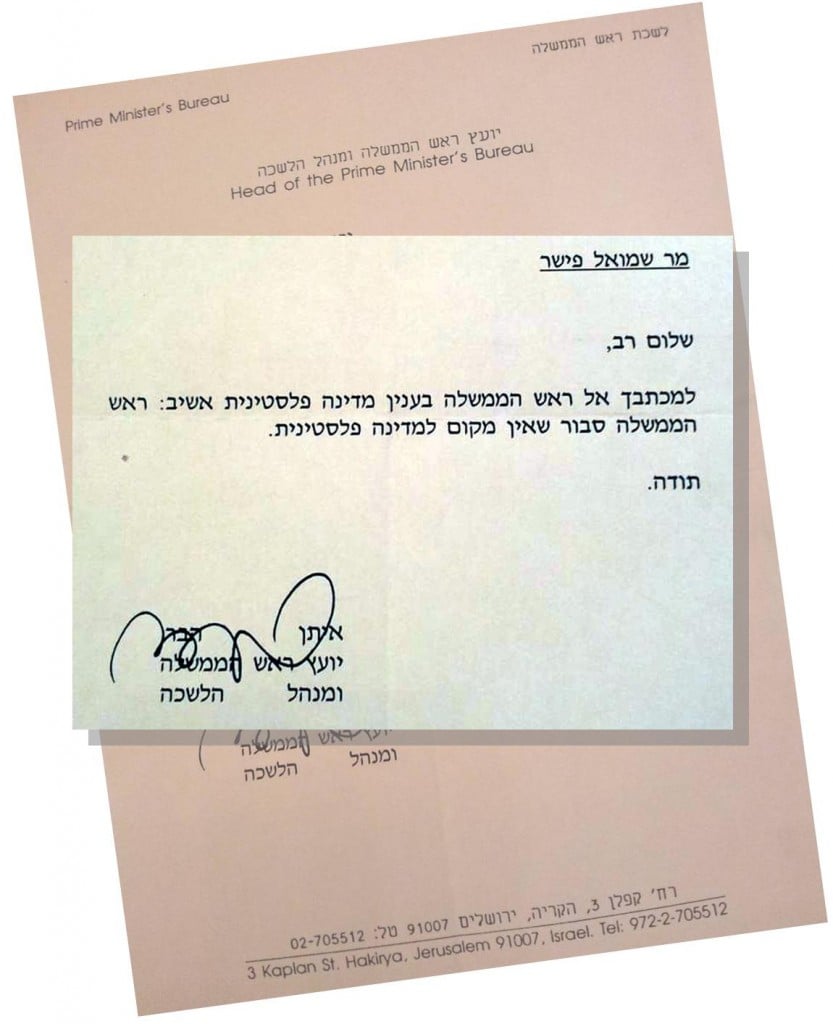 לשכת ראש הממשלה
Prime Minister's Bureau
יועץ ראש הממשלה ומנהל הלשכה
Head of the Prime Minister's Bureau
מר שמואל פישר
שלום רב,
למכתבך אל ראש הממשלה בענין מדינה פלסטינית אשיב: ראש
הממשלה סבור שאין מקום למדינה פלסטינית.
תודה.
איתן הבר
יועץ ראש הממשלה
ומנהל הלשכה
יועץ ראש הממשלה
ומנהל הלשכה
רח' קפלן 3, הקריה, ירושלים 91007 טל: 02-705512
3 Kaplan St. Hakirya, Jerusalem 91007, Israel. Tel: 972-2-705512